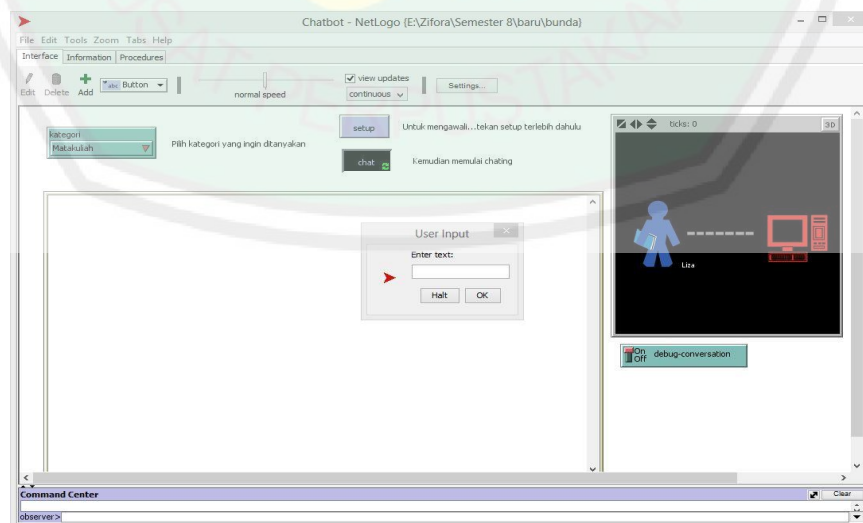 Chatbot - NetLogo {E:\Zifora\Semester 8\baru\bunda}
File Edit Tools Zoom Tabs Help
Interface Information Procedures
Edit Delete Add abc Button normal speed view updates continuous Settings...
kategori
Matakuliah
Pilih kategori yang ingin ditanyakan
setup Untuk mengawali...tekan setup terlebih dahulu
chat Kemudian memulai chating
ticks: 0 3D
Liza
User Input
Enter text:
Halt OK
On
Off debug-conversation
Command Center Clear
observer>